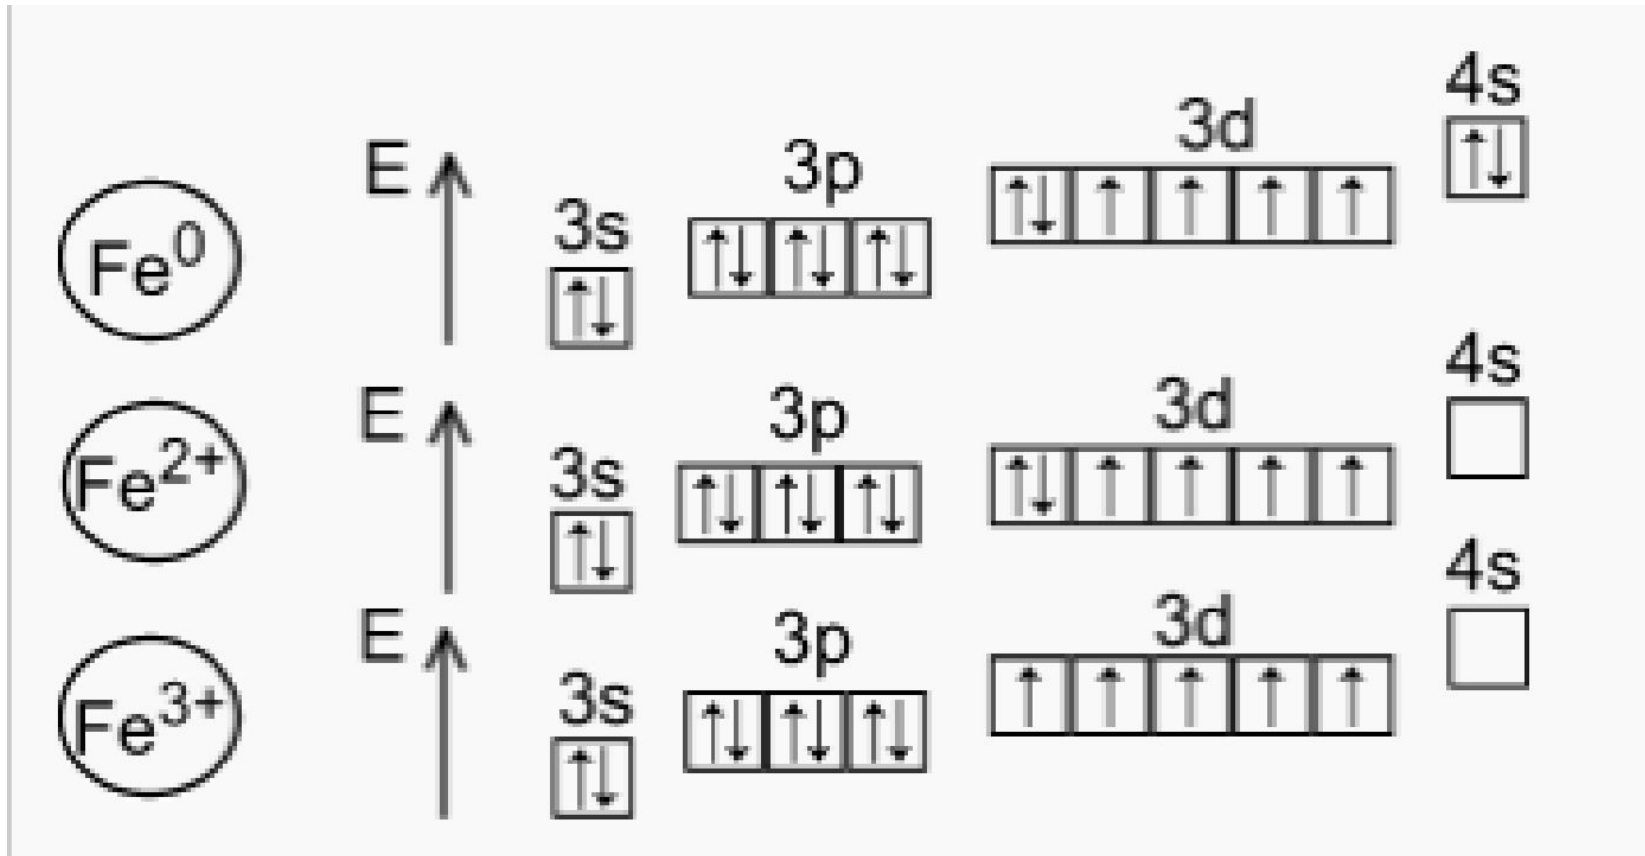 Fe⁰ E 3s 3p 3d 4s
Fe²⁺ E 3s 3p 3d 4s
Fe³⁺ E 3s 3p 3d 4s